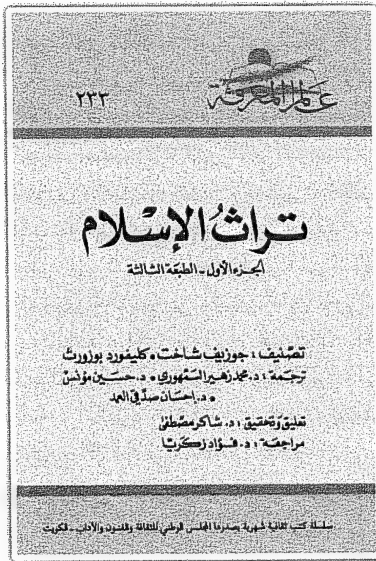 عالم المعرفة
٢٣٣
تراثُ الإسْلام
الجزء الأول - الطبعة الثالثة
تصنيف : جوزيف شاخت • كليفورد بوزورث
ترجمة : د. محمد زهير السمهوري • د. حسين مؤنس
• د. إحسان صدقي العمد
تعليق وتحقيق : د. شاكر مصطفى
مراجعة : د. فؤاد زكريا
سلسلة كتب ثقافية شهرية يصدرها المجلس الوطني للثقافة والفنون والآداب - الكويت